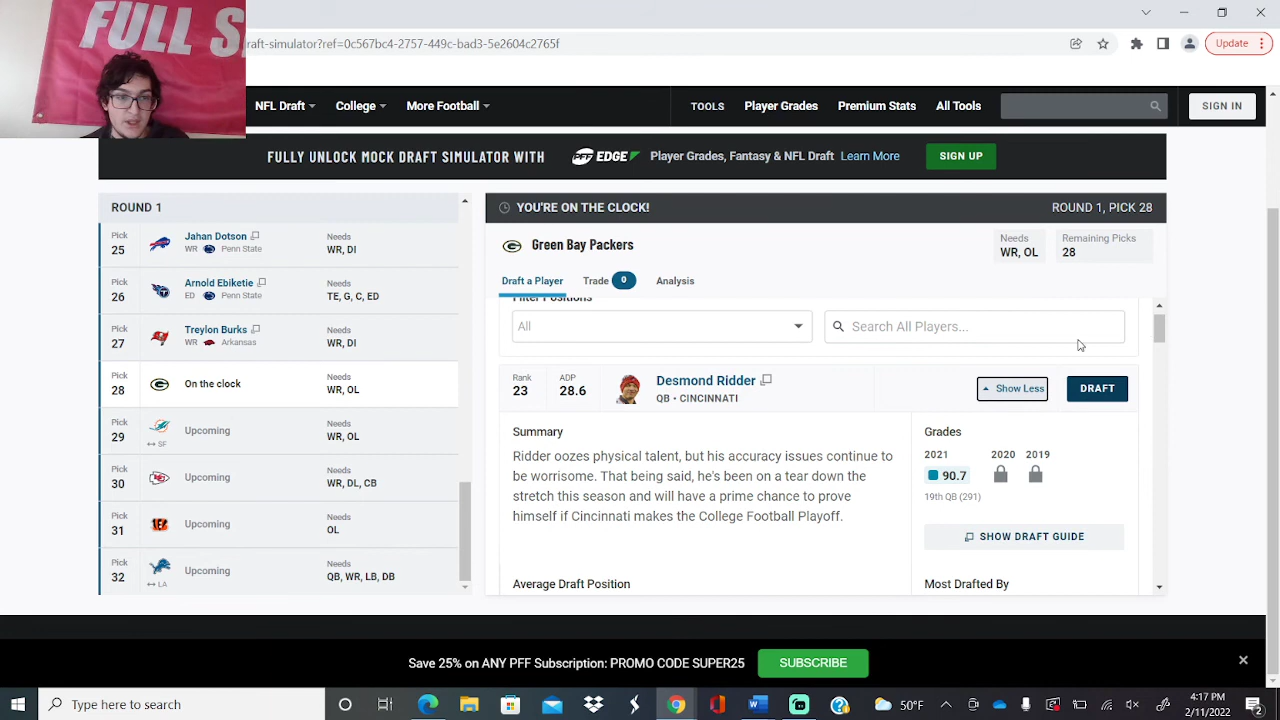 FULL S
draft-simulator?ref=0c567bc4-2757-449c-bad3-5e2604c2765f
Update
NFL Draft
College
More Football
TOOLS
Player Grades
Premium Stats
All Tools
SIGN IN
FULLY UNLOCK MOCK DRAFT SIMULATOR WITH
PFF EDGE
Player Grades, Fantasy & NFL Draft Learn More
SIGN UP
ROUND 1
Pick
25
Jahan Dotson
WR Penn State
Needs
WR, DI
Pick
26
Arnold Ebiketie
ED Penn State
Needs
TE, G, C, ED
Pick
27
Treylon Burks
WR Arkansas
Needs
WR, DI
Pick
28
On the clock
Needs
WR, OL
Pick
29
SF
Upcoming
Needs
WR, OL
Pick
30
Upcoming
Needs
WR, DL, CB
Pick
31
Upcoming
Needs
OL
Pick
32
LA
Upcoming
Needs
QB, WR, LB, DB
YOU'RE ON THE CLOCK!
ROUND 1, PICK 28
Green Bay Packers
Needs
WR, OL
Remaining Picks
28
Draft a Player
Trade 0
Analysis
Filter Positions
All
Search All Players...
Rank
23
ADP
28.6
Desmond Ridder
QB • CINCINNATI
Show Less
DRAFT
Summary
Ridder oozes physical talent, but his accuracy issues continue to
be worrisome. That being said, he's been on a tear down the
stretch this season and will have a prime chance to prove
himself if Cincinnati makes the College Football Playoff.
Grades
2021 2020 2019
90.7
19th QB (291)
SHOW DRAFT GUIDE
Average Draft Position
Most Drafted By
Save 25% on ANY PFF Subscription: PROMO CODE SUPER25
SUBSCRIBE
Type here to search
50°F
4:17 PM
2/11/2022
2